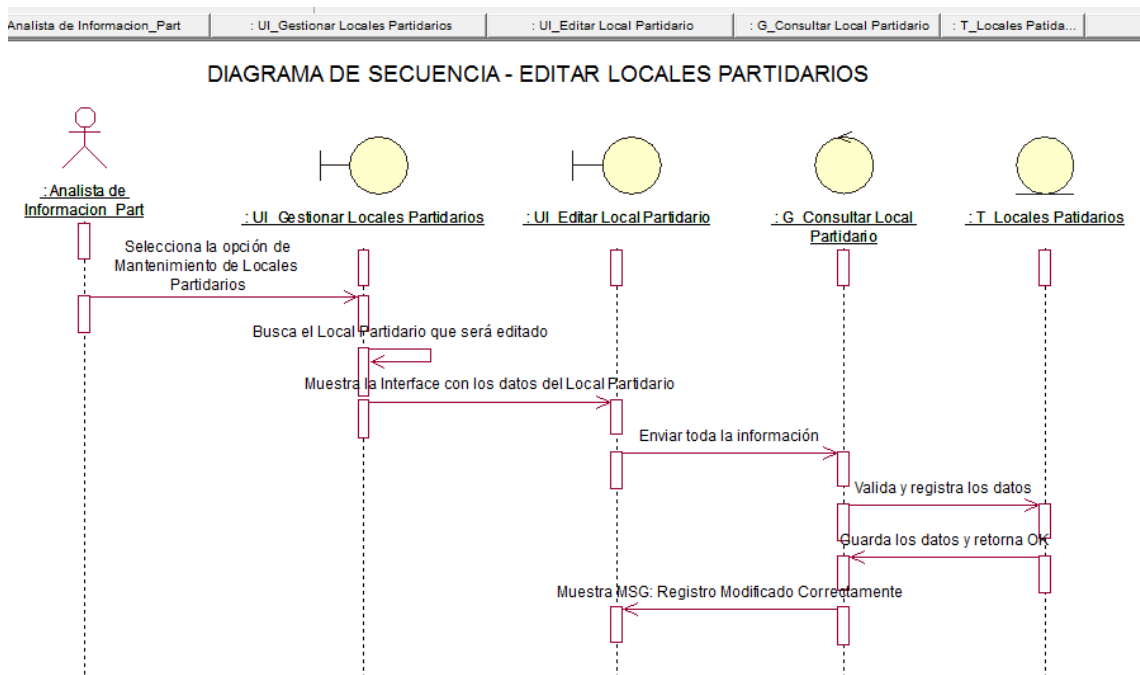 Analista de Informacion_Part
: UI_Gestionar Locales Partidarios
: UI_Editar Local Partidario
: G_Consultar Local Partidario
: T_Locales Patida...
DIAGRAMA DE SECUENCIA - EDITAR LOCALES PARTIDARIOS
: Analista de
Informacion_Part
: UI_Gestionar Locales Partidarios
: UI_Editar Local Partidario
: G_Consultar Local
Partidario
: T_Locales Patidarios
Selecciona la opción de
Mantenimiento de Locales
Partidarios
Busca el Local Partidario que será editado
Muestra la Interface con los datos del Local Partidario
Enviar toda la información
Valida y registra los datos
Guarda los datos y retorna OK
Muestra MSG: Registro Modificado Correctamente